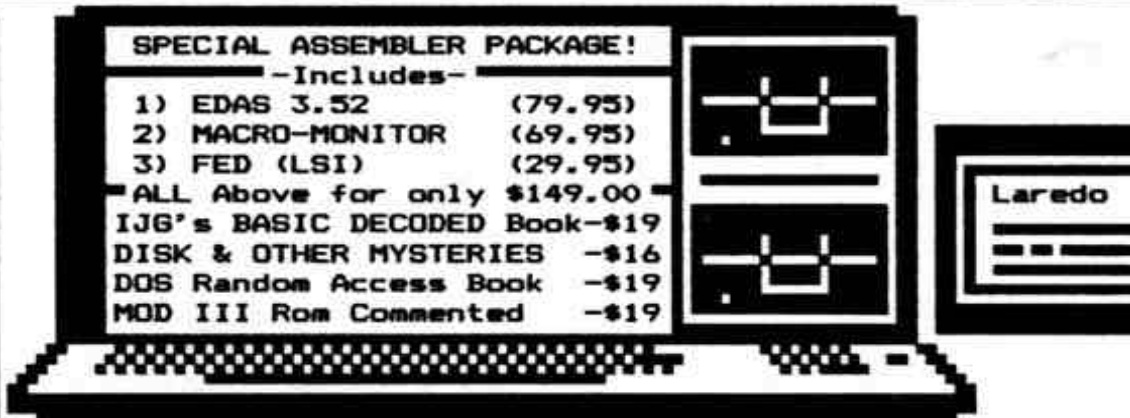 SPECIAL ASSEMBLER PACKAGE!
-Includes-
1) EDAS 3.52 (79.95)
2) MACRO-MONITOR (69.95)
3) FED (LSI) (29.95)
ALL Above for only $149.00
IJG's BASIC DECODED Book-$19
DISK & OTHER MYSTERIES -$16
DOS Random Access Book -$19
MOD III Rom Commented -$19
Laredo